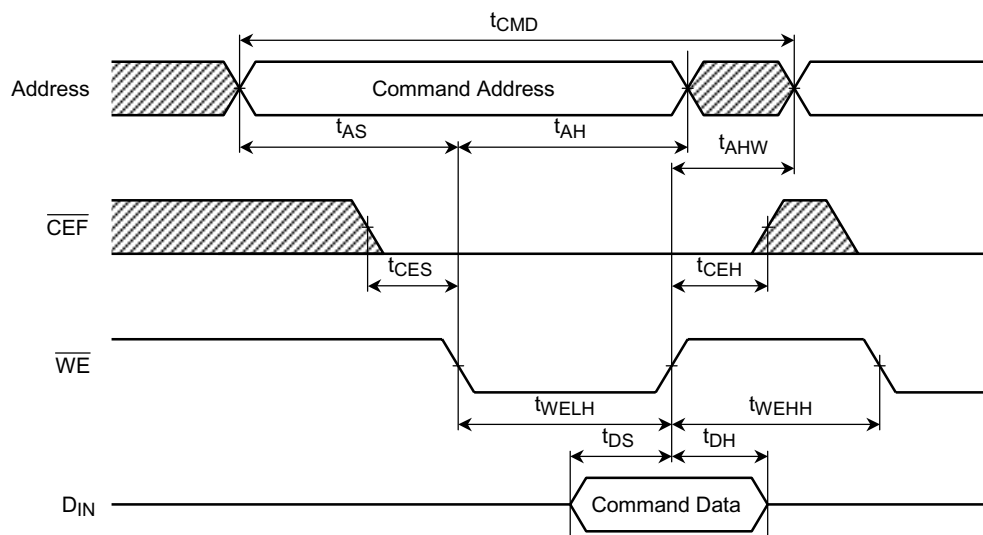 tCMD
Address
Command Address
tAS
tAH
tAHW
CEF
tCES
tCEH
WE
tWELH
tWEHH
tDS
tDH
DIN
Command Data